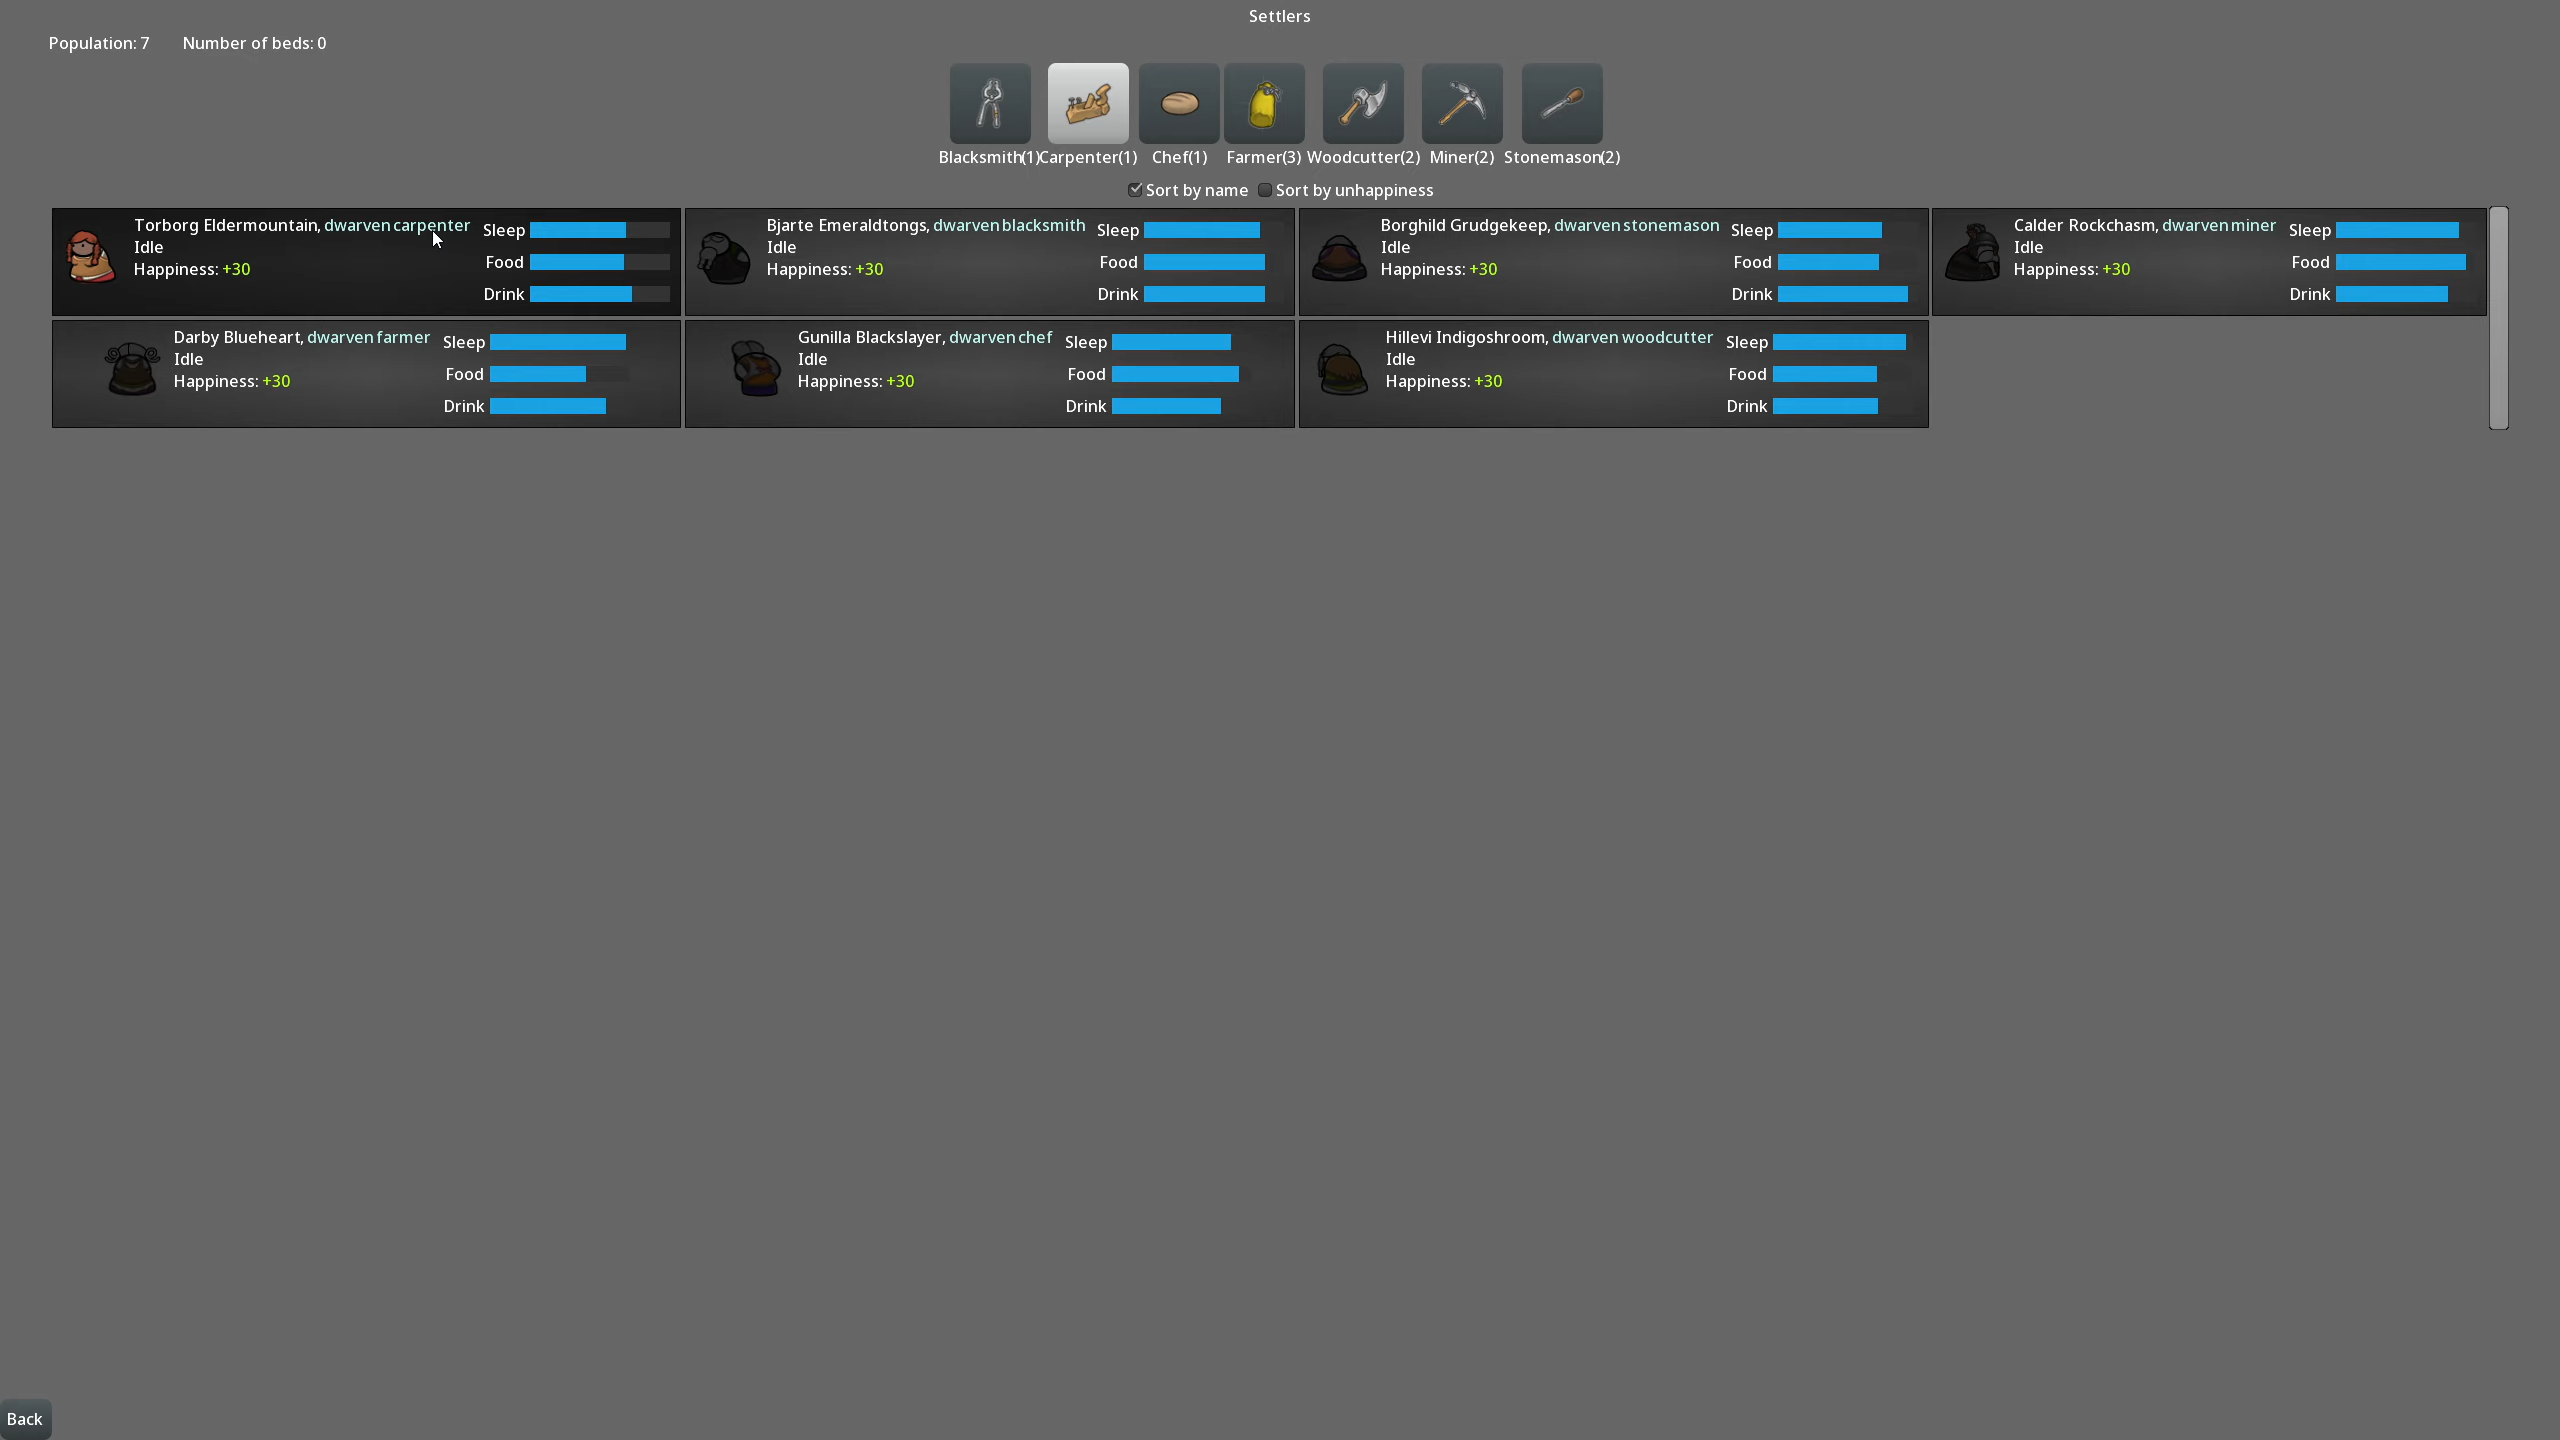 Settlers
Population: 7 Number of beds: 0
Blacksmith(1) Carpenter(1) Chef(1) Farmer(3) Woodcutter(2) Miner(2) Stonemason(2)
Sort by name Sort by unhappiness
Torborg Eldermountain, dwarven carpenter
Idle
Happiness: +30
Sleep
Food
Drink
Bjarte Emeraldtongs, dwarven blacksmith
Idle
Happiness: +30
Sleep
Food
Drink
Borghild Grudgekeep, dwarven stonemason
Idle
Happiness: +30
Sleep
Food
Drink
Calder Rockchasm, dwarven miner
Idle
Happiness: +30
Sleep
Food
Drink
Darby Blueheart, dwarven farmer
Idle
Happiness: +30
Sleep
Food
Drink
Gunilla Blackslayer, dwarven chef
Idle
Happiness: +30
Sleep
Food
Drink
Hillevi Indigoshroom, dwarven woodcutter
Idle
Happiness: +30
Sleep
Food
Drink
Back